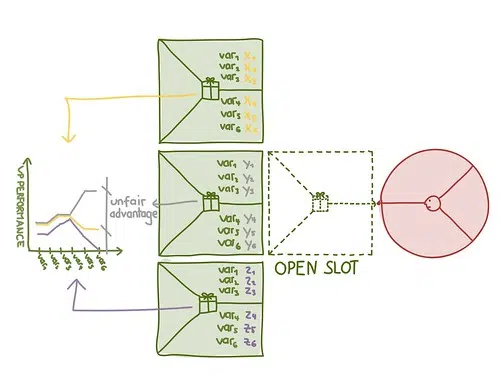 var₁ X₁
var₂ X₂
var₃ X₃
var₄ X₄
var₅ X₅
var₆ X₆
VP PERFORMANCE
unfair
advantage
var₁
var₂
var₃
var₄
var₅
var₆
var₁ Y₁
var₂ Y₂
var₃ Y₃
var₄ Y₄
var₅ Y₅
var₆ Y₆
OPEN SLOT
var₁ Z₁
var₂ Z₂
var₃ Z₃
var₄ Z₄
var₅ Z₅
var₆ Z₆